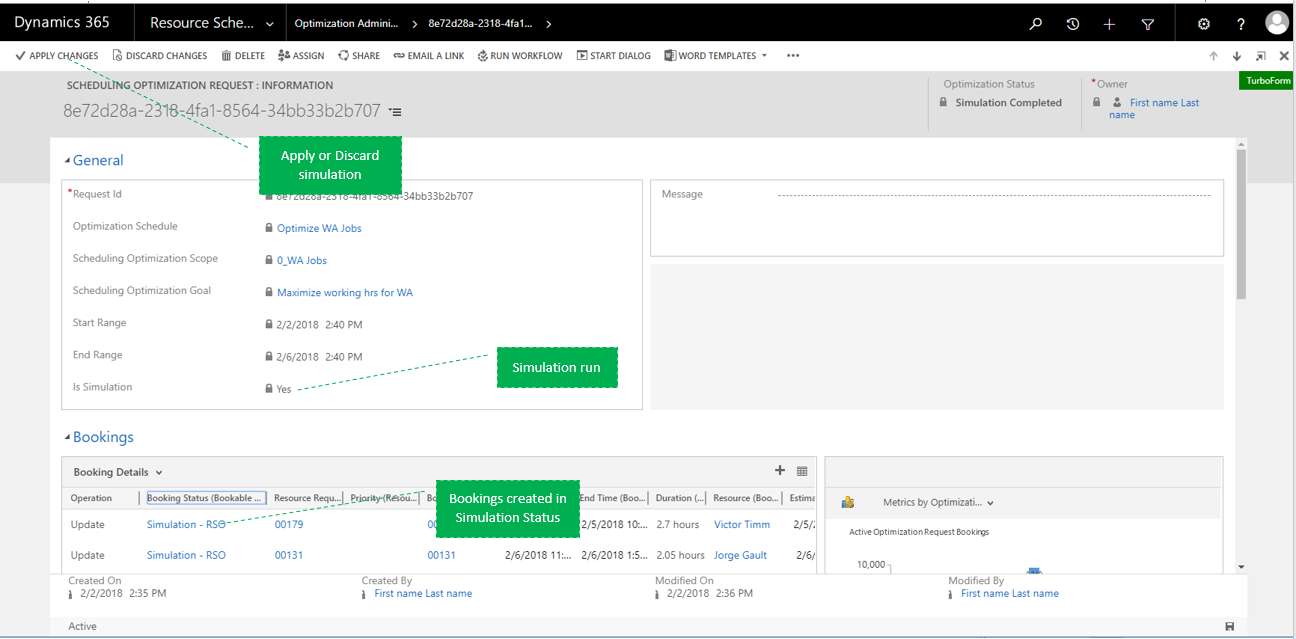 Dynamics 365
Resource Sche...
Optimization Admini...
8e72d28a-2318-4fa1...
APPLY CHANGES
DISCARD CHANGES
DELETE
ASSIGN
SHARE
EMAIL A LINK
RUN WORKFLOW
START DIALOG
WORD TEMPLATES
...
SCHEDULING OPTIMIZATION REQUEST : INFORMATION
8e72d28a-2318-4fa1-8564-34bb33b2b707
Optimization Status
Simulation Completed
*Owner
First name Last
name
TurboForm
Apply or Discard
simulation
General
*Request Id
8e72d28a-2318-4fa1-8564-34bb33b2b707
Optimization Schedule
Optimize WA Jobs
Scheduling Optimization Scope
0_WA Jobs
Scheduling Optimization Goal
Maximize working hrs for WA
Start Range
2/2/2018 2:40 PM
End Range
2/6/2018 2:40 PM
Is Simulation
Yes
Message
Simulation run
Bookings
Booking Details
Operation
Booking Status (Bookable ...
Resource Requ...
Priority (Resou...
End Time (Boo...
Duration (...
Resource (Boo...
Estima
Bookings created in
Simulation Status
Update
Simulation - RSO
00179
2/5/2018 10:...
2.7 hours
Victor Timm
2/5/
Update
Simulation - RSO
00131
00131
2/6/2018 11:...
2/6/2018 1:5...
2.05 hours
Jorge Gault
2/6/
Metrics by Optimizati...
Active Optimization Request Bookings
10,000
Created On
2/2/2018 2:35 PM
Created By
First name Last name
Modified On
2/2/2018 2:36 PM
Modified By
First name Last name
Active